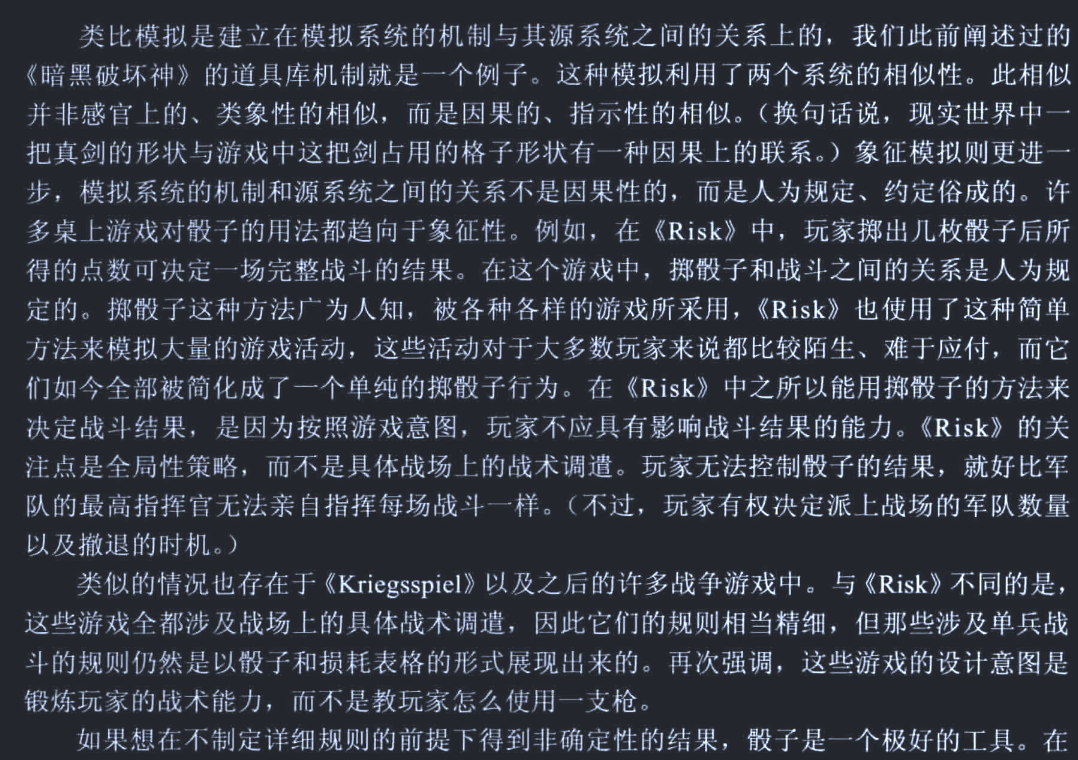 类比模拟是建立在模拟系统的机制与其源系统之间的关系上的，我们此前阐述过的
《暗黑破坏神》的道具库机制就是一个例子。这种模拟利用了两个系统的相似性。此相似
并非感官上的、类象性的相似，而是因果的、指示性的相似。（换句话说，现实世界中一
把真剑的形状与游戏中这把剑占用的格子形状有一种因果上的联系。）象征模拟则更进一
步，模拟系统的机制和源系统之间的关系不是因果性的，而是人为规定、约定俗成的。许
多桌上游戏对骰子的用法都趋向于象征性。例如，在《Risk》中，玩家掷出几枚骰子后所
得的点数可决定一场完整战斗的结果。在这个游戏中，掷骰子和战斗之间的关系是人为规
定的。掷骰子这种方法广为人知，被各种各样的游戏所采用，《Risk》也使用了这种简单
方法来模拟大量的游戏活动，这些活动对于大多数玩家来说都比较陌生、难于应付，而它
们如今全部被简化成了一个单纯的掷骰子行为。在《Risk》中之所以能用掷骰子的方法来
决定战斗结果，是因为按照游戏意图，玩家不应具有影响战斗结果的能力。《Risk》的关
注点是全局性策略，而不是具体战场上的战术调遣。玩家无法控制骰子的结果，就好比军
队的最高指挥官无法亲自指挥每场战斗一样。（不过，玩家有权决定派上战场的军队数量
以及撤退的时机。）
类似的情况也存在于《Kriegsspiel》以及之后的许多战争游戏中。与《Risk》不同的是，
这些游戏全都涉及战场上的具体战术调遣，因此它们的规则相当精细，但那些涉及单兵战
斗的规则仍然是以骰子和损耗表格的形式展现出来的。再次强调，这些游戏的设计意图是
锻炼玩家的战术能力，而不是教玩家怎么使用一支枪。
如果想在不制定详细规则的前提下得到非确定性的结果，骰子是一个极好的工具。在